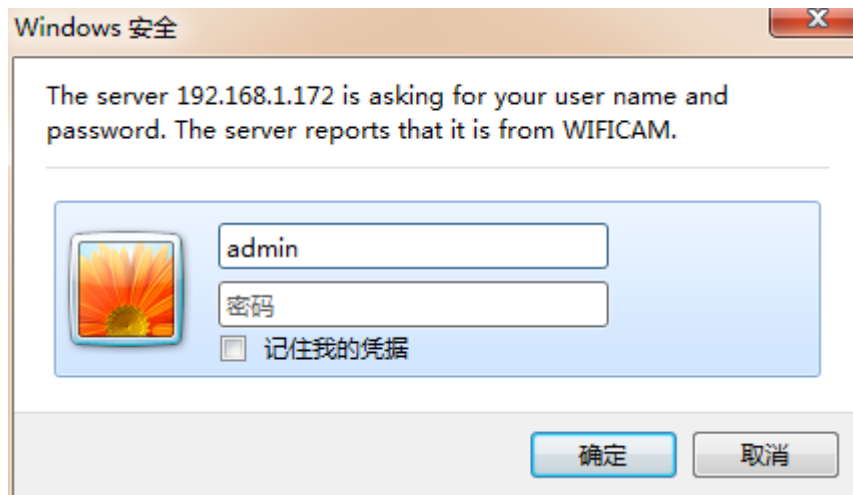 Windows 安全
The server 192.168.1.172 is asking for your user name and
password. The server reports that it is from WIFICAM.
admin
密码
记住我的凭据
确定
取消